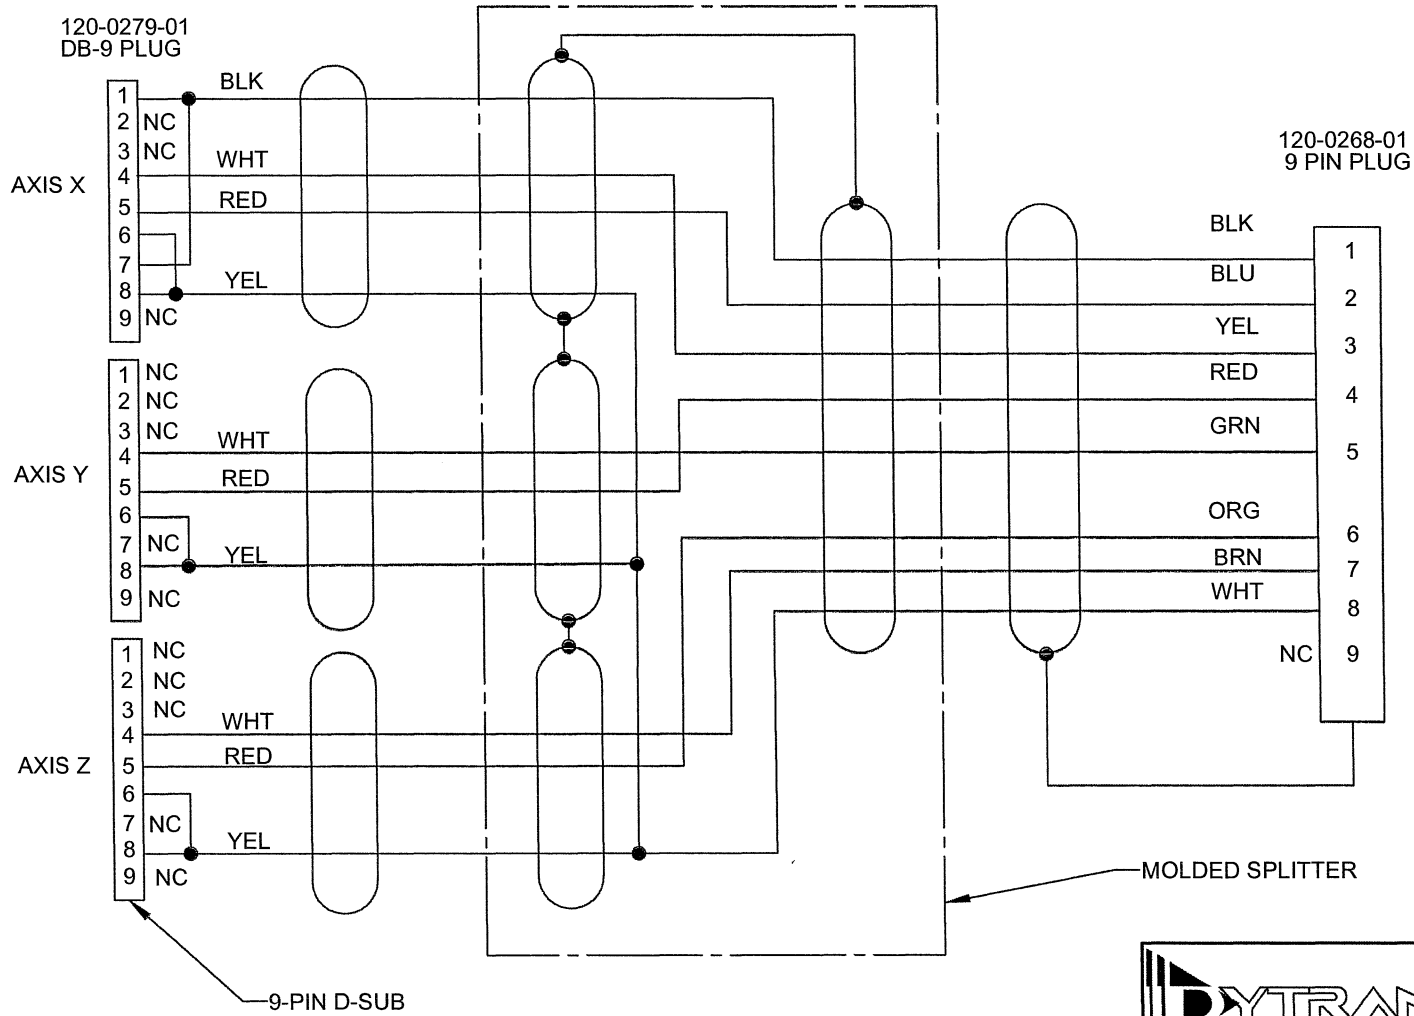 120-0279-01
DB-9 PLUG
AXIS X
1
2 NC
3 NC
4
5
6
7
8
9 NC
BLK
WHT
RED
YEL
AXIS Y
1 NC
2 NC
3 NC
4
5
6
7 NC
8
9 NC
WHT
RED
YEL
AXIS Z
1 NC
2 NC
3 NC
4
5
6
7 NC
8
9 NC
WHT
RED
YEL
9-PIN D-SUB
120-0268-01
9 PIN PLUG
BLK 1
BLU 2
YEL 3
RED 4
GRN 5
ORG 6
BRN 7
WHT 8
NC 9
MOLDED SPLITTER
DYTRAN